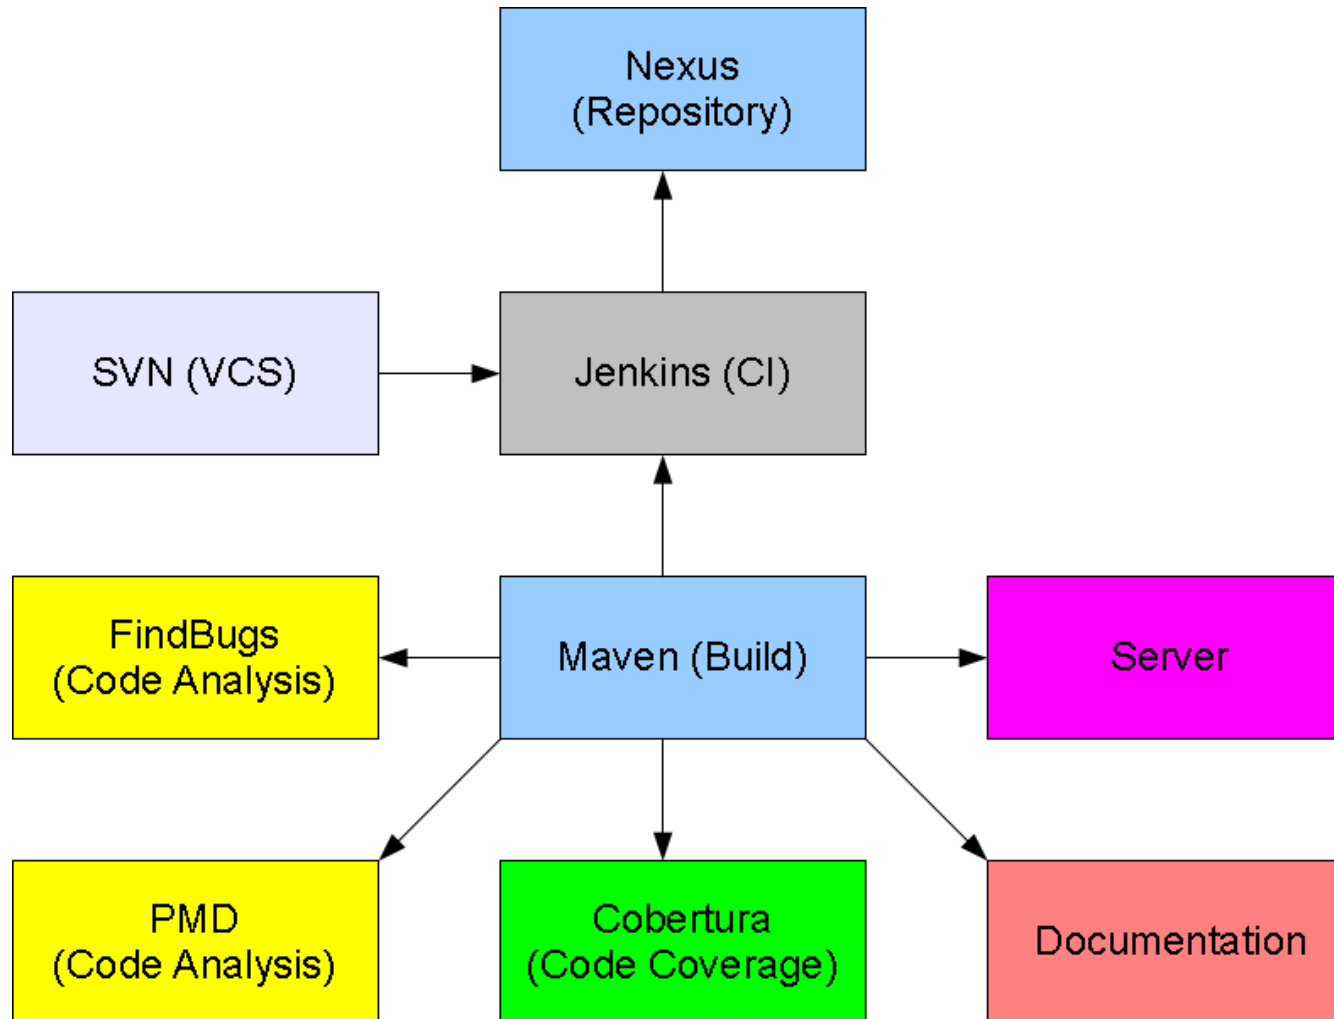 Nexus
(Repository)
SVN (VCS)
Jenkins (CI)
FindBugs
(Code Analysis)
Maven (Build)
Server
PMD
(Code Analysis)
Cobertura
(Code Coverage)
Documentation